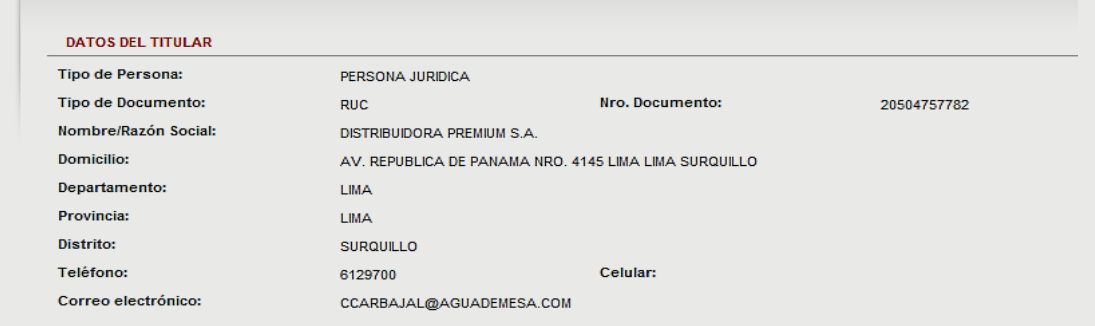 DATOS DEL TITULAR
Tipo de Persona: PERSONA JURIDICA
Tipo de Documento: RUC Nro. Documento: 20504757782
Nombre/Razón Social: DISTRIBUIDORA PREMIUM S.A.
Domicilio: AV. REPUBLICA DE PANAMA NRO. 4145 LIMA LIMA SURQUILLO
Departamento: LIMA
Provincia: LIMA
Distrito: SURQUILLO
Teléfono: 6129700 Celular:
Correo electrónico: CCARBAJAL@AGUADEMESA.COM